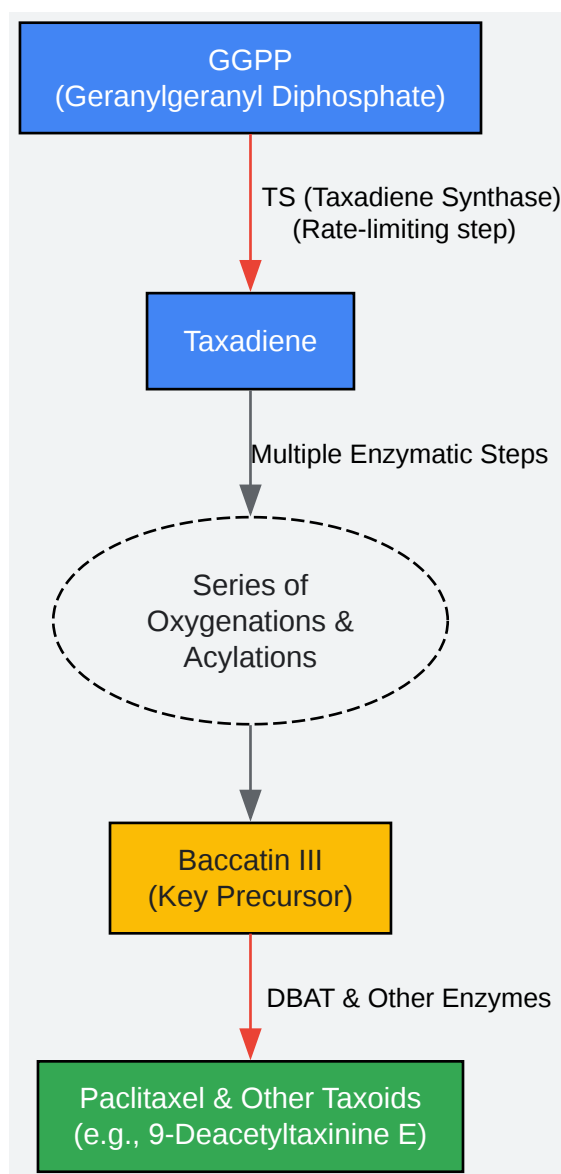 GGPP
(Geranylgeranyl Diphosphate)
TS (Taxadiene Synthase)
(Rate-limiting step)
Taxadiene
Multiple Enzymatic Steps
Series of
Oxygenations &
Acylations
Baccatin III
(Key Precursor)
DBAT & Other Enzymes
Paclitaxel & Other Taxoids
(e.g., 9-Deacetyltaxinine E)